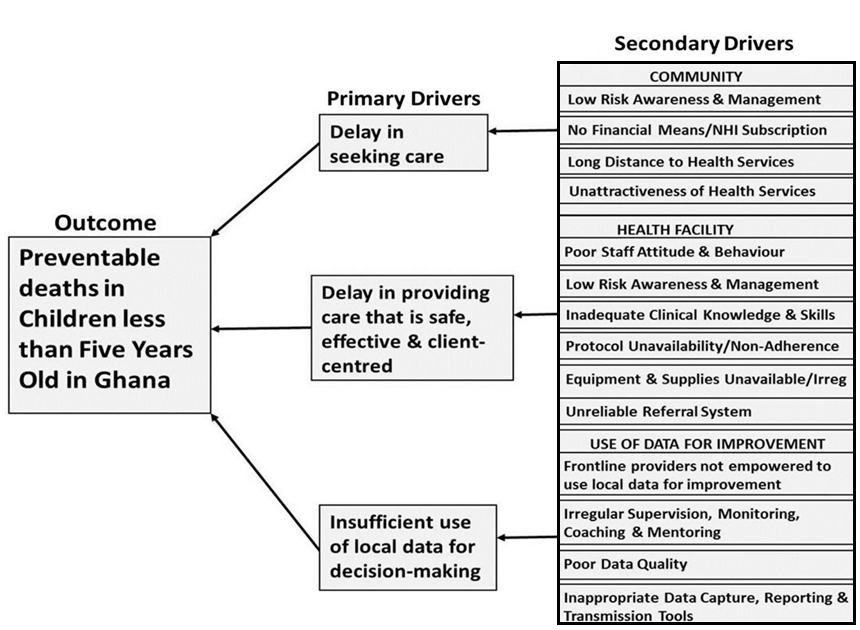 Secondary Drivers
COMMUNITY
Low Risk Awareness & Management
No Financial Means/NHI Subscription
Long Distance to Health Services
Unattractiveness of Health Services
HEALTH FACILITY
Poor Staff Attitude & Behaviour
Low Risk Awareness & Management
Inadequate Clinical Knowledge & Skills
Protocol Unavailability/Non-Adherence
Equipment & Supplies Unavailable/Irreg
Unreliable Referral System
USE OF DATA FOR IMPROVEMENT
Frontline providers not empowered to
use local data for improvement
Irregular Supervision, Monitoring,
Coaching & Mentoring
Poor Data Quality
Inappropriate Data Capture, Reporting &
Transmission Tools
Primary Drivers
Delay in
seeking care
Delay in providing
care that is safe,
effective & client-
centred
Insufficient use
of local data for
decision-making
Outcome
Preventable
deaths in
Children less
than Five Years
Old in Ghana